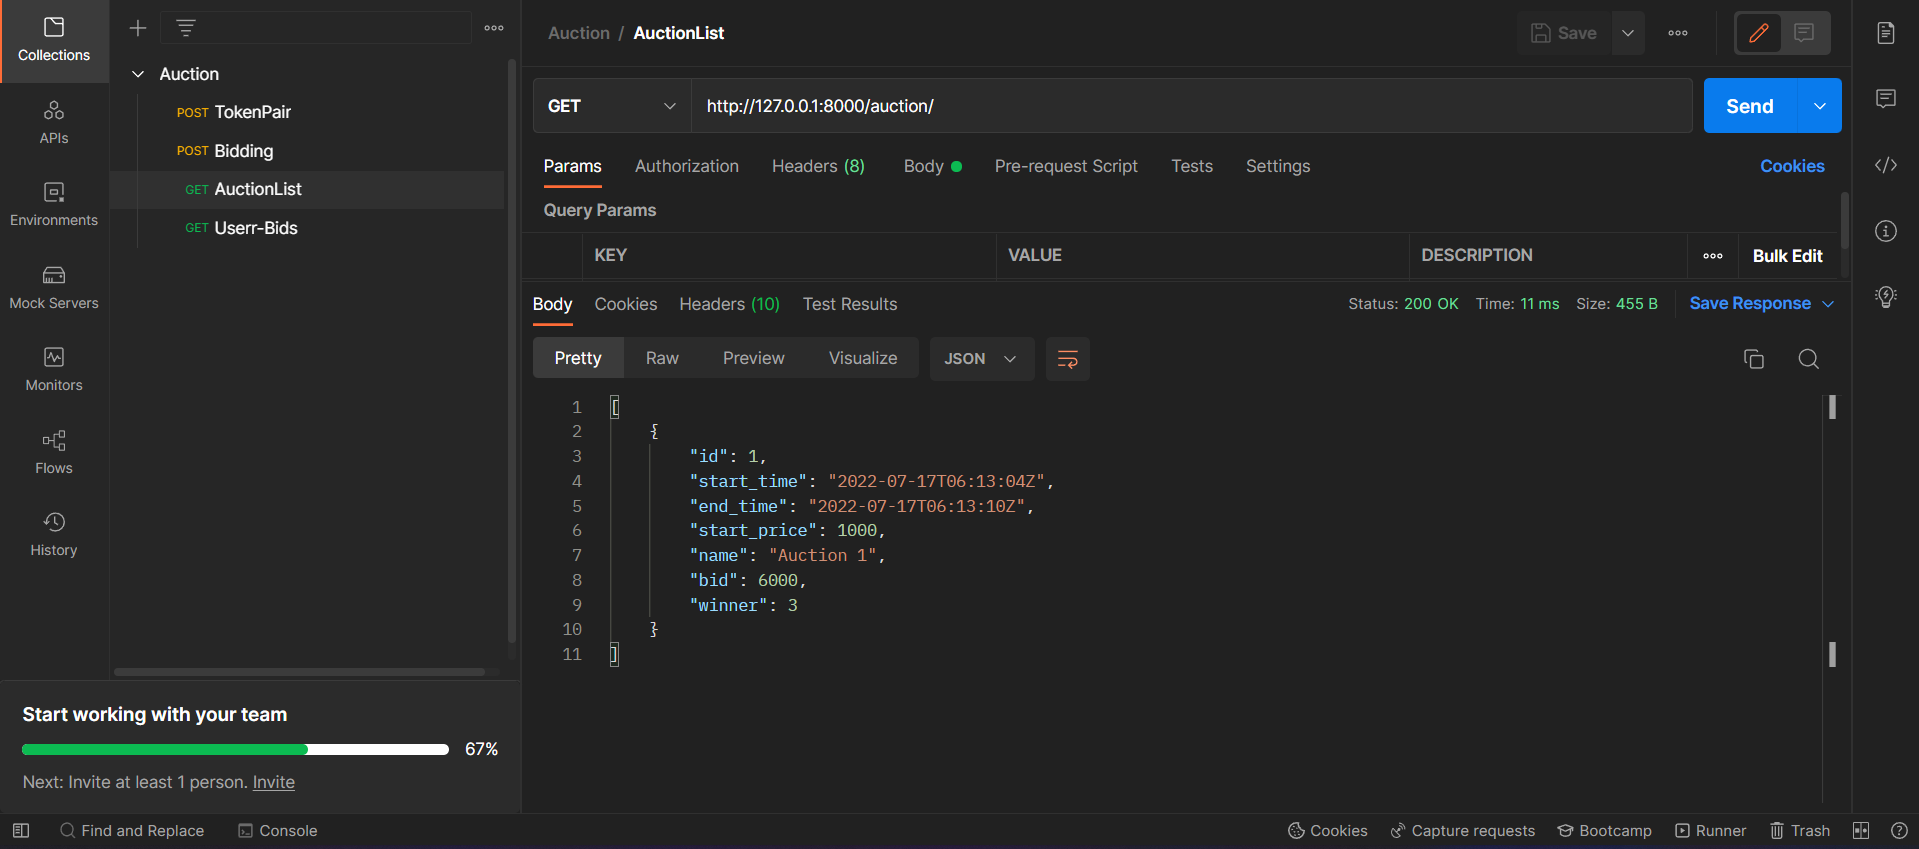 Collections
APIs
Environments
Mock Servers
Monitors
Flows
History
Auction
POST TokenPair
POST Bidding
GET AuctionList
GET Userr-Bids
Start working with your team
67%
Next: Invite at least 1 person. Invite
Auction / AuctionList
Save
GET http://127.0.0.1:8000/auction/ Send
Params Authorization Headers (8) Body Pre-request Script Tests Settings Cookies
Query Params
KEY VALUE DESCRIPTION Bulk Edit
Body Cookies Headers (10) Test Results Status: 200 OK Time: 11 ms Size: 455 B Save Response
Pretty Raw Preview Visualize JSON
1 [
2 {
3 "id": 1,
4 "start_time": "2022-07-17T06:13:04Z",
5 "end_time": "2022-07-17T06:13:10Z",
6 "start_price": 1000,
7 "name": "Auction 1",
8 "bid": 6000,
9 "winner": 3
10 }
11 ]
Find and Replace Console Cookies Capture requests Bootcamp Runner Trash